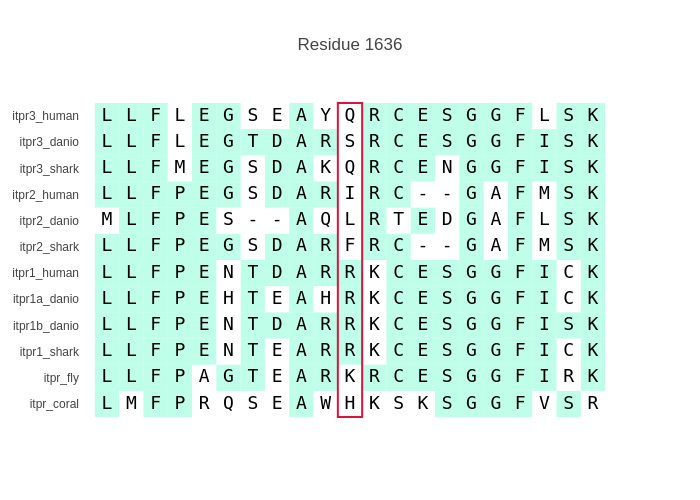 Residue 1636
itpr3_human L L F L E G S E A Y Q R C E S G G F L S K
itpr3_danio L L F L E G T D A R S R C E S G G F I S K
itpr3_shark L L F M E G S D A K Q R C E N G G F I S K
itpr2_human L L F P E G S D A R I R C - - G A F M S K
itpr2_danio M L F P E S - - A Q L R T E D G A F L S K
itpr2_shark L L F P E G S D A R F R C - - G A F M S K
itpr1_human L L F P E N T D A R R K C E S G G F I C K
itpr1a_danio L L F P E H T E A H R K C E S G G F I C K
itpr1b_danio L L F P E N T D A R R K C E S G G F I S K
itpr1_shark L L F P E N T E A R R K C E S G G F I C K
itpr_fly L L F P A G T E A R K R C E S G G F I R K
itpr_coral L M F P R Q S E A W H K S K S G G F V S R